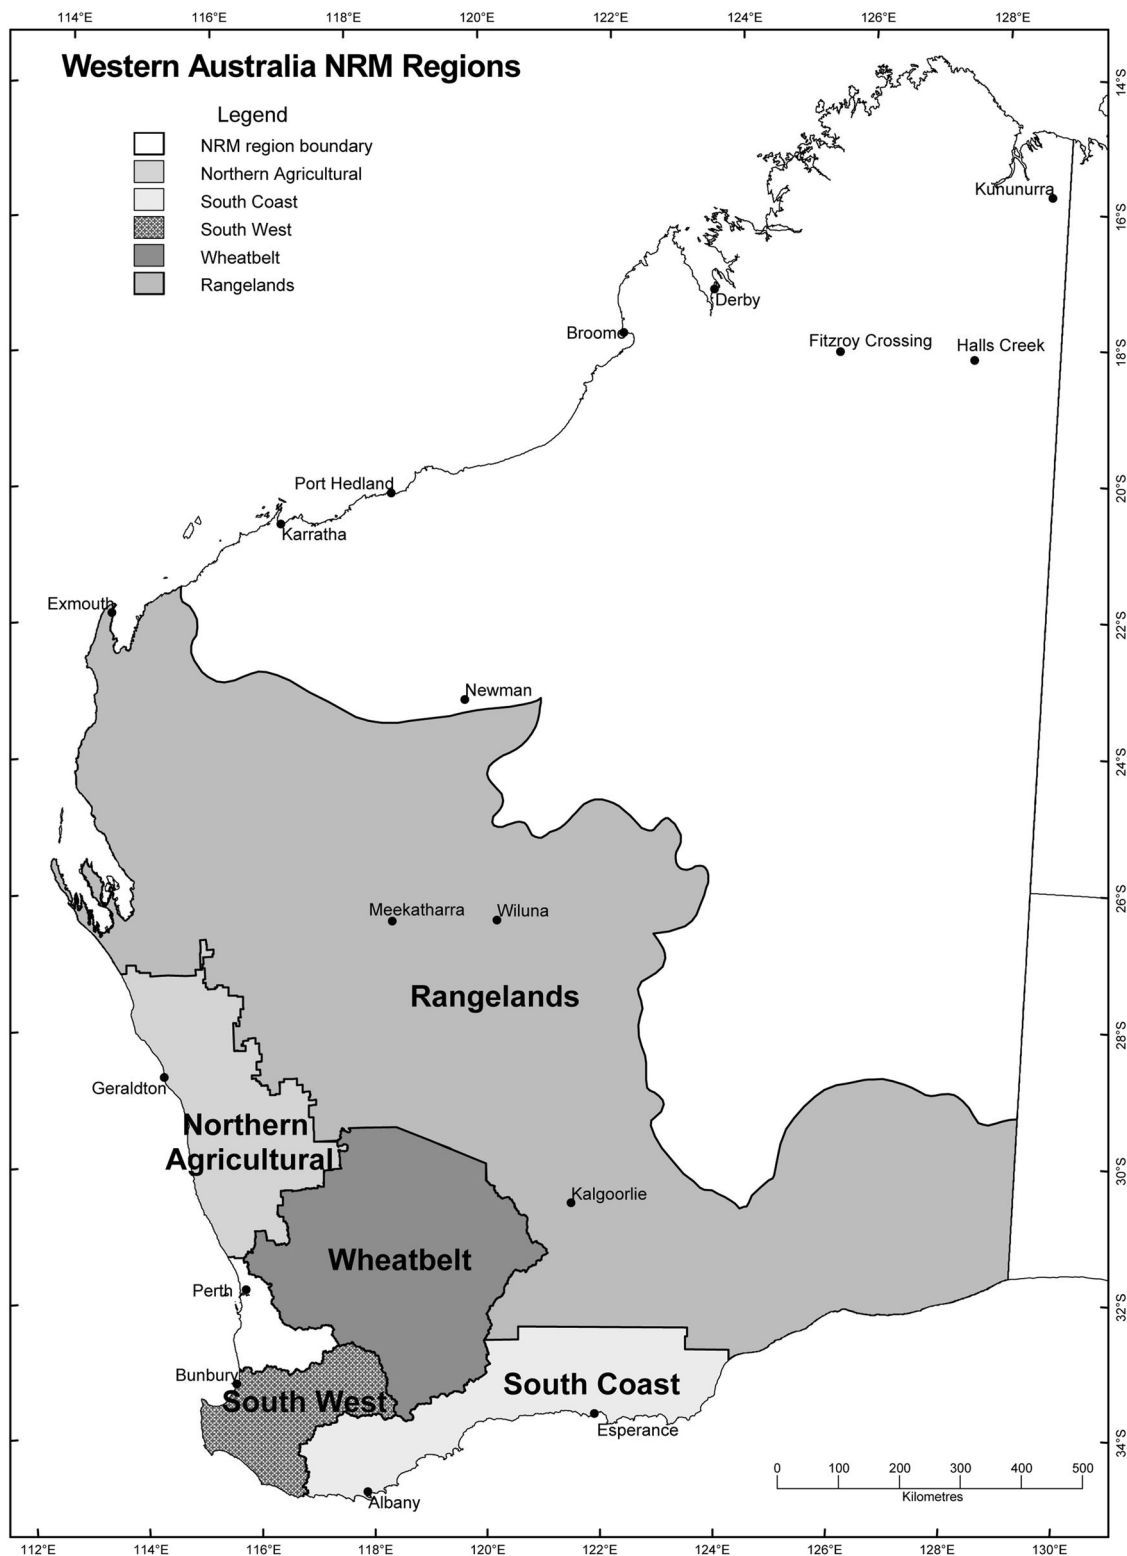 114°E 116°E 118°E 120°E 122°E 124°E 126°E 128°E
Western Australia NRM Regions
Legend
NRM region boundary
Northern Agricultural
South Coast
South West
Wheatbelt
Rangelands
14°S
Kununurra
16°S
Derby
Broome
Fitzroy Crossing
Halls Creek
18°S
Port Hedland
20°S
Karratha
Exmouth
22°S
Newman
24°S
Meekatharra
Wiluna
26°S
Rangelands
28°S
Geraldton
Northern
Agricultural
30°S
Kalgoorlie
Wheatbelt
Perth
32°S
Bunbury
South West
South Coast
Esperance
34°S
0 100 200 300 400 500
Kilometres
Albany
112°E 114°E 116°E 118°E 120°E 122°E 124°E 126°E 128°E 130°E